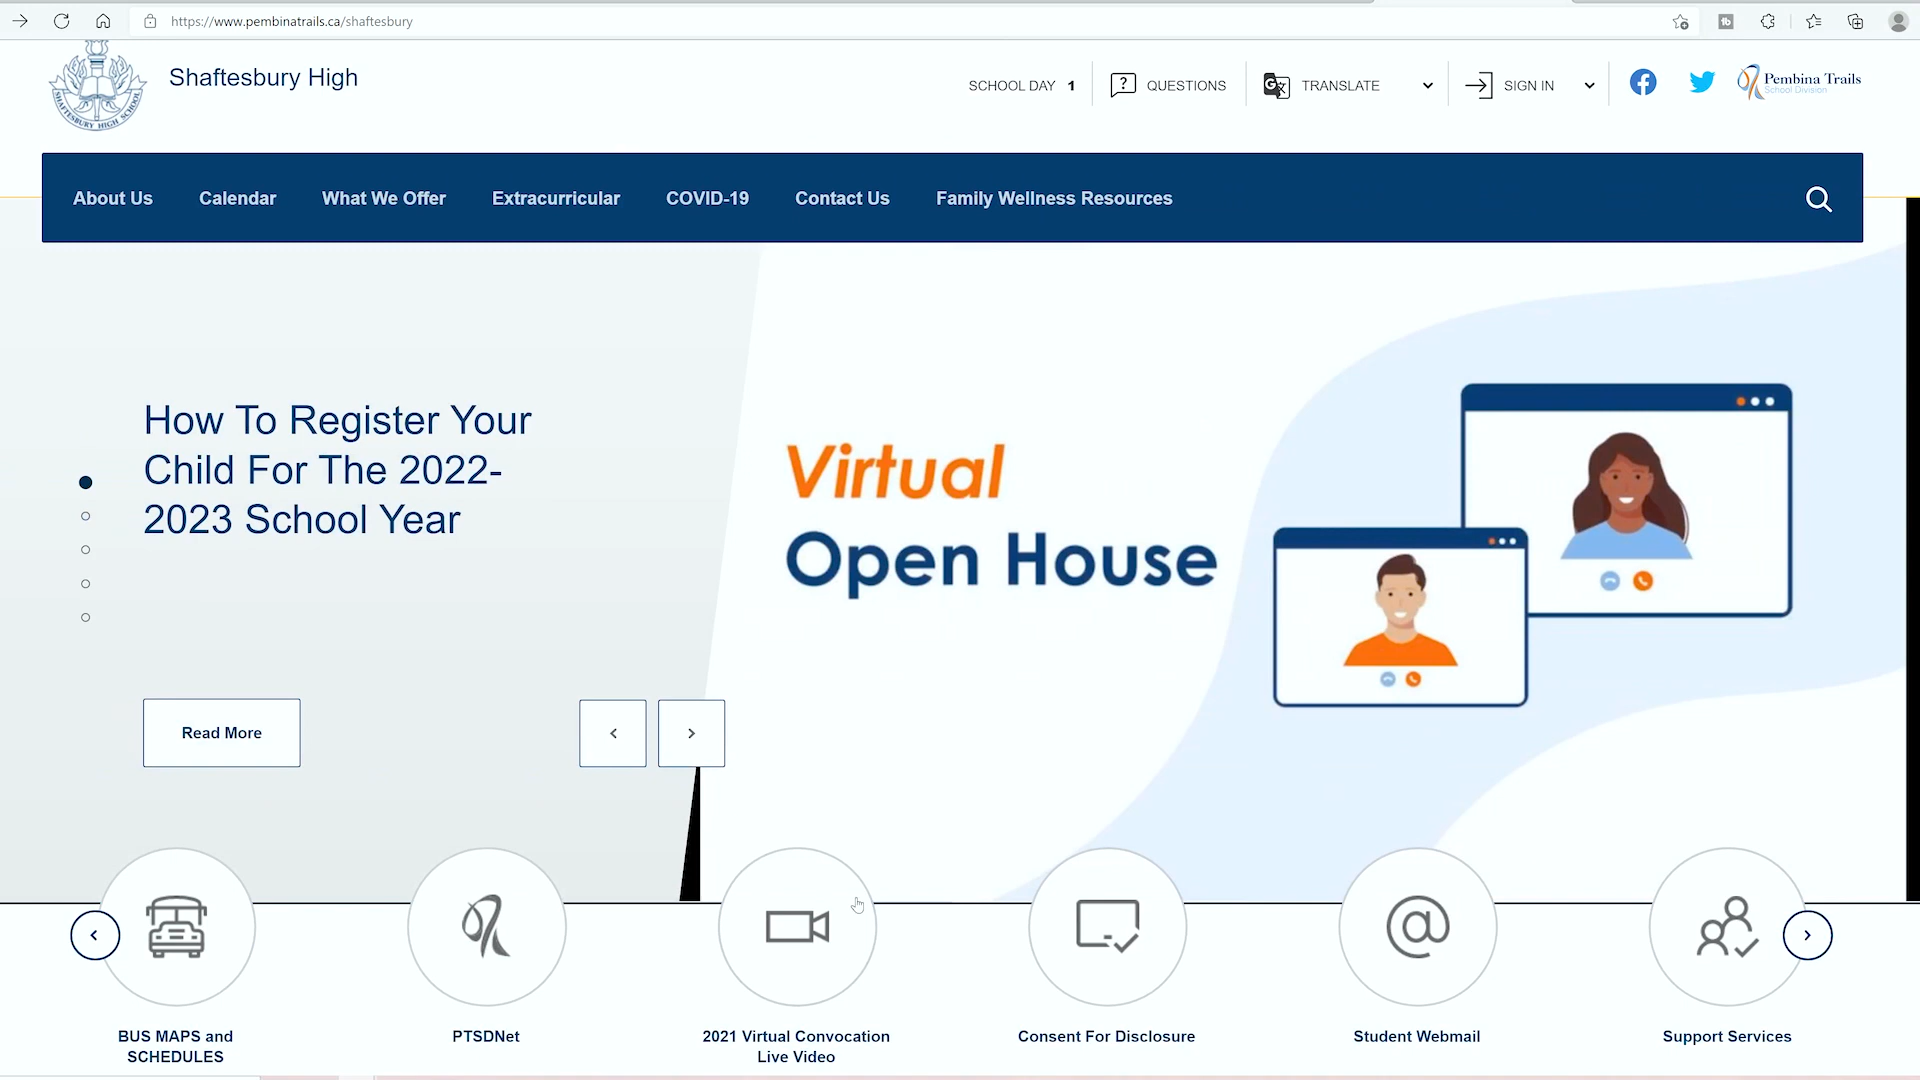 https://www.pembinatrails.ca/shaftesbury
Shaftesbury High
SHAFTESBURY HIGH SCHOOL
SCHOOL DAY 1
QUESTIONS
TRANSLATE
SIGN IN
Pembina Trails
School Division
About Us
Calendar
What We Offer
Extracurricular
COVID-19
Contact Us
Family Wellness Resources
How To Register Your
Child For The 2022-
2023 School Year
Read More
Virtual
Open House
BUS MAPS and
SCHEDULES
PTSDNet
2021 Virtual Convocation
Live Video
Consent For Disclosure
Student Webmail
Support Services